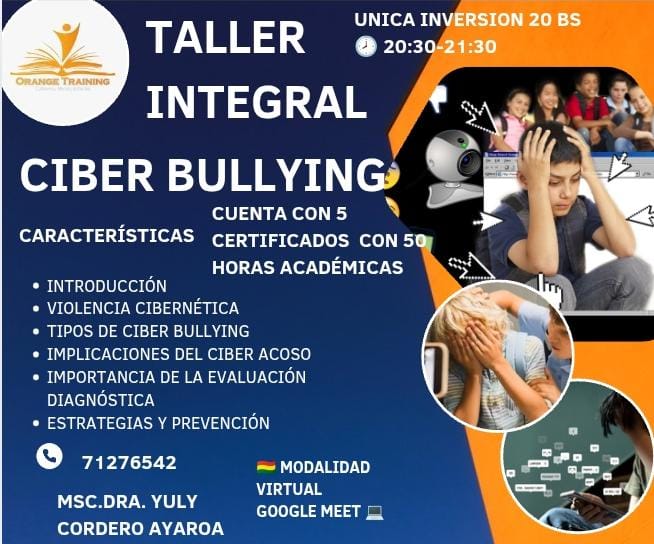 ORANGE TRAINING
TALLER
INTEGRAL
CIBER BULLYING
UNICA INVERSION 20 BS
🕗 20:30-21:30
CARACTERÍSTICAS
CUENTA CON 5
CERTIFICADOS CON 50
HORAS ACADÉMICAS
• INTRODUCCIÓN
• VIOLENCIA CIBERNÉTICA
• TIPOS DE CIBER BULLYING
• IMPLICACIONES DEL CIBER ACOSO
• IMPORTANCIA DE LA EVALUACIÓN
DIAGNÓSTICA
• ESTRATEGIAS Y PREVENCIÓN
71276542
MSC.DRA. YULY
CORDERO AYAROA
🇧🇴 MODALIDAD
VIRTUAL
GOOGLE MEET 💻